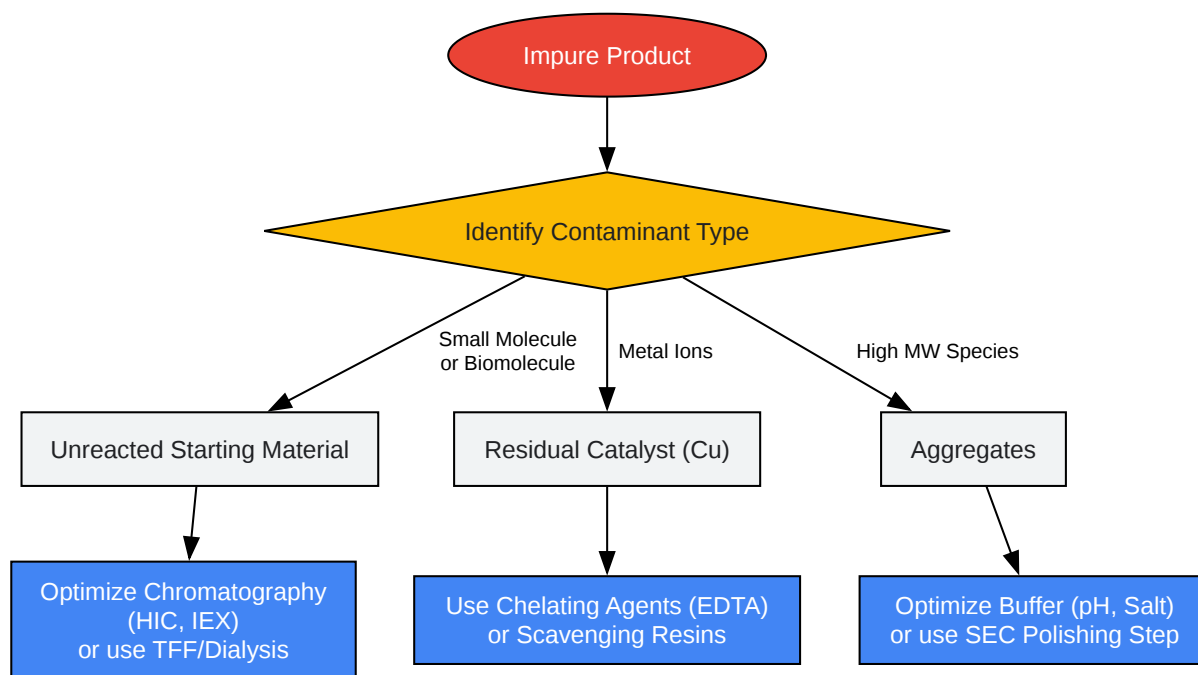 Impure Product
Identify Contaminant Type
Small Molecule
or Biomolecule
Metal Ions
High MW Species
Unreacted Starting Material
Residual Catalyst (Cu)
Aggregates
Optimize Chromatography
(HIC, IEX)
or use TFF/Dialysis
Use Chelating Agents (EDTA)
or Scavenging Resins
Optimize Buffer (pH, Salt)
or use SEC Polishing Step